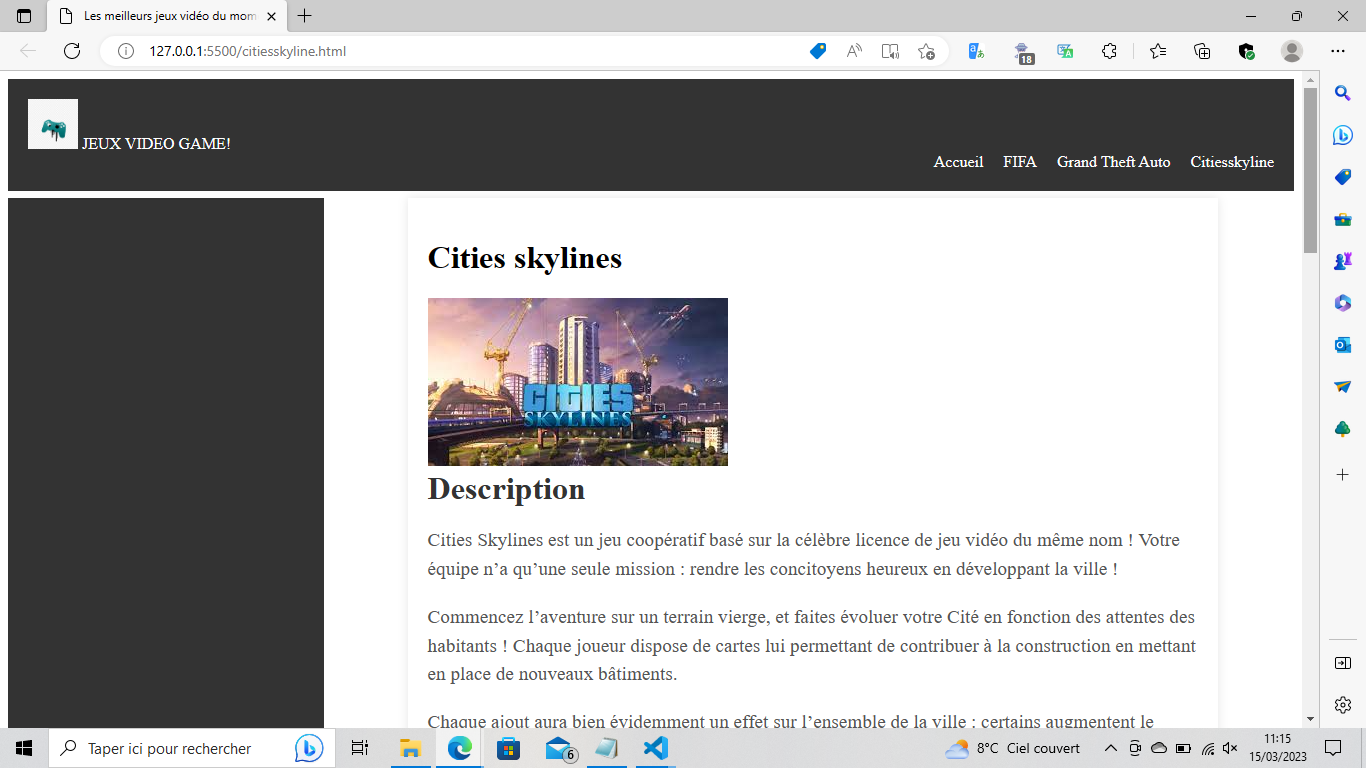 Les meilleurs jeux vidéo du mom
127.0.0.1:5500/citiesskyline.html
18
JEUX VIDEO GAME!
Accueil FIFA Grand Theft Auto Citiesskyline
Cities skylines
CITIES
SKYLINES
Description
Cities Skylines est un jeu coopératif basé sur la célèbre licence de jeu vidéo du même nom ! Votre
équipe n’a qu’une seule mission : rendre les concitoyens heureux en développant la ville !
Commencez l’aventure sur un terrain vierge, et faites évoluer votre Cité en fonction des attentes des
habitants ! Chaque joueur dispose de cartes lui permettant de contribuer à la construction en mettant
en place de nouveaux bâtiments.
Chaque ajout aura bien évidemment un effet sur l’ensemble de la ville : certains augmentent le
Taper ici pour rechercher
6
8°C Ciel couvert
11:15
15/03/2023